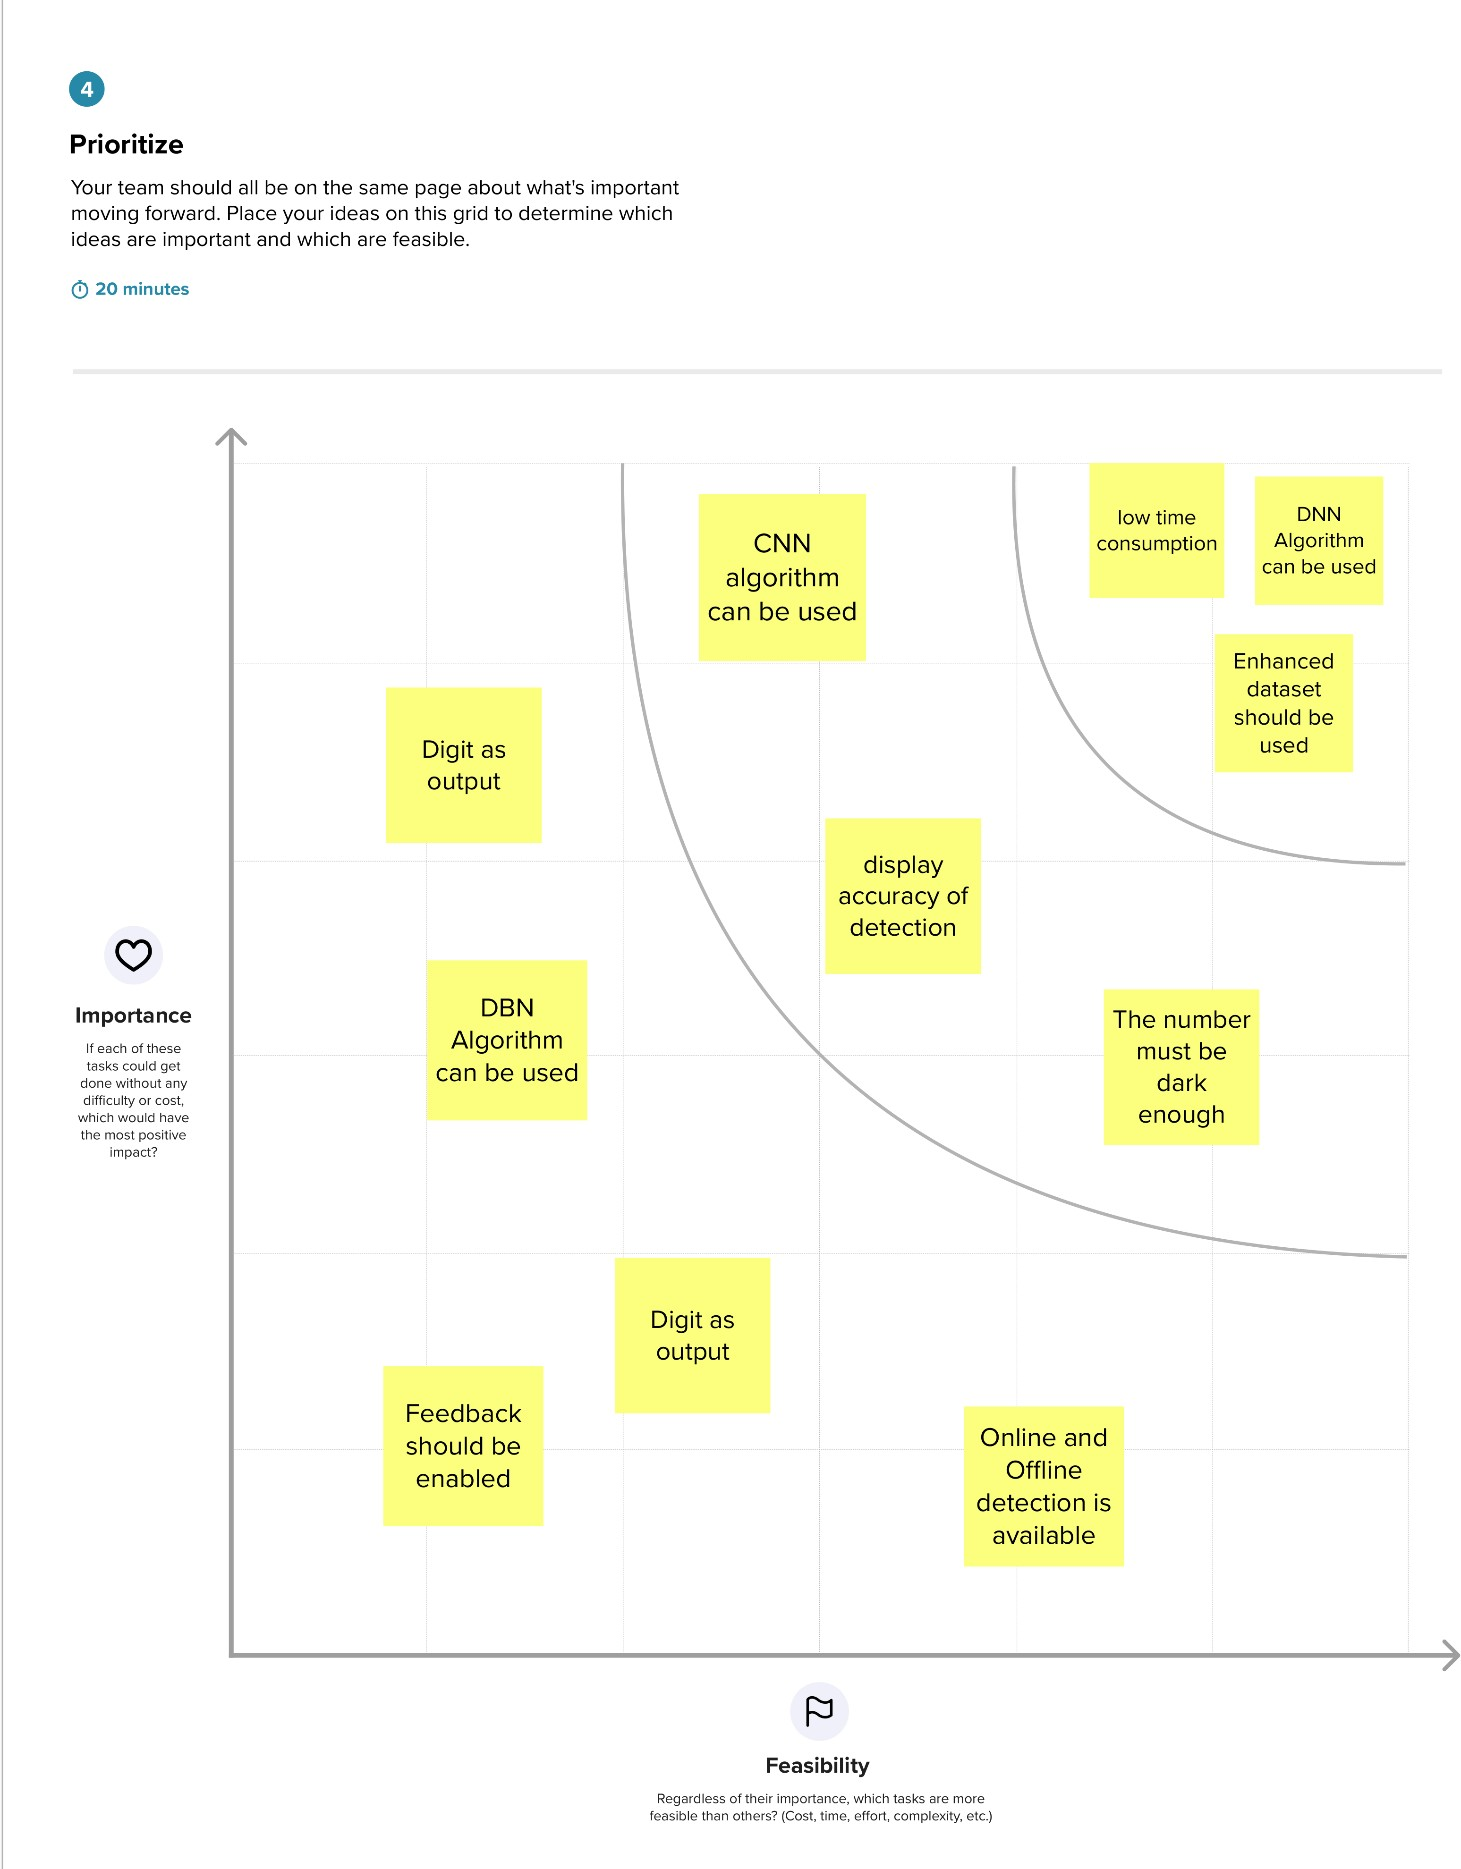 4
Prioritize
Your team should all be on the same page about what's important
moving forward. Place your ideas on this grid to determine which
ideas are important and which are feasible.
20 minutes
low time
consumption
DNN
Algorithm
can be used
CNN
algorithm
can be used
Enhanced
dataset
should be
used
Digit as
output
display
accuracy of
detection
DBN
Algorithm
can be used
The number
must be
dark
enough
Importance
If each of these
tasks could get
done without any
difficulty or cost,
which would have
the most positive
impact?
Digit as
output
Feedback
should be
enabled
Online and
Offline
detection is
available
Feasibility
Regardless of their importance, which tasks are more
feasible than others? (Cost, time, effort, complexity, etc.)